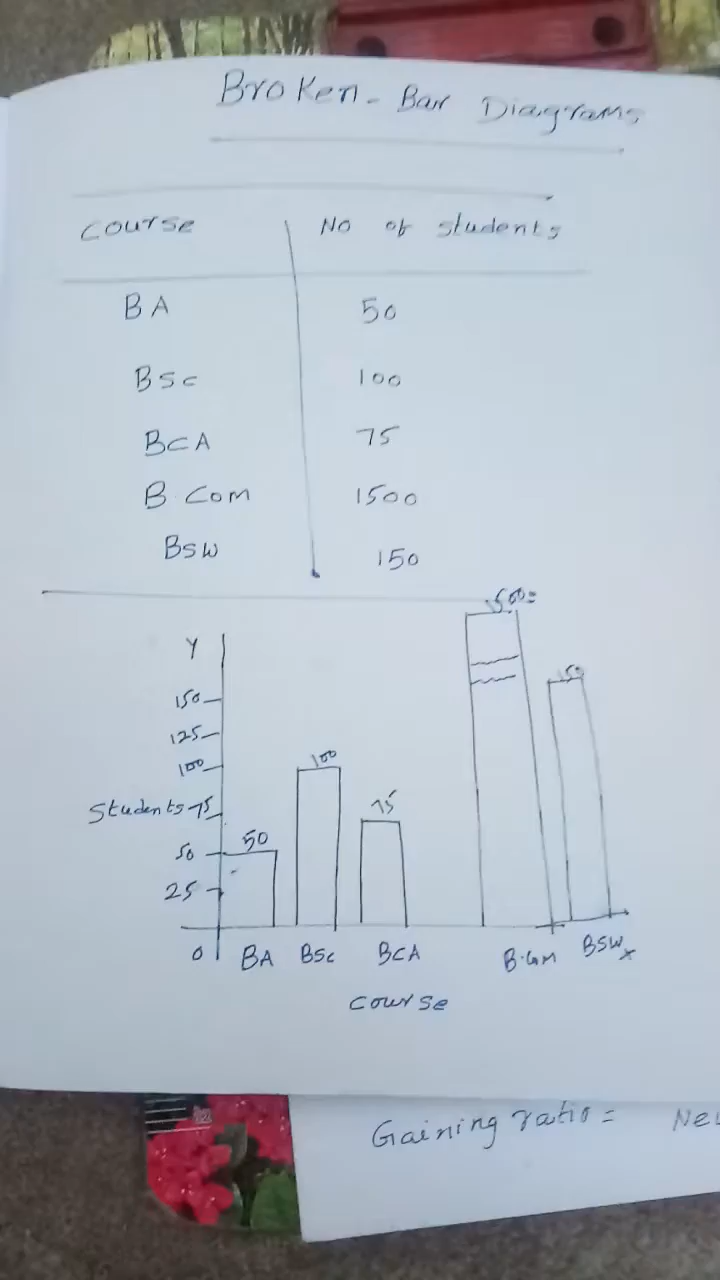 Broken - Bar Diagrams
Course No of students
BA 50
BSc 100
BCA 75
B. Com 1500
BSW 150
1500
Y
150
150
125
100
100
Students 75
75
50
50
25
0 BA BSc BCA B.Com BSW x
Course
Gaining ratio =